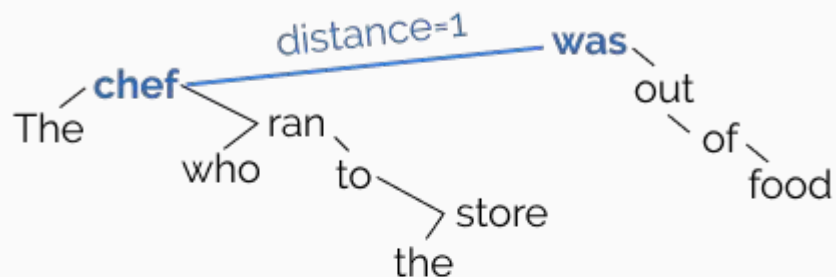 distance=1
was
chef
out
The
ran
of
who
to
food
store
the